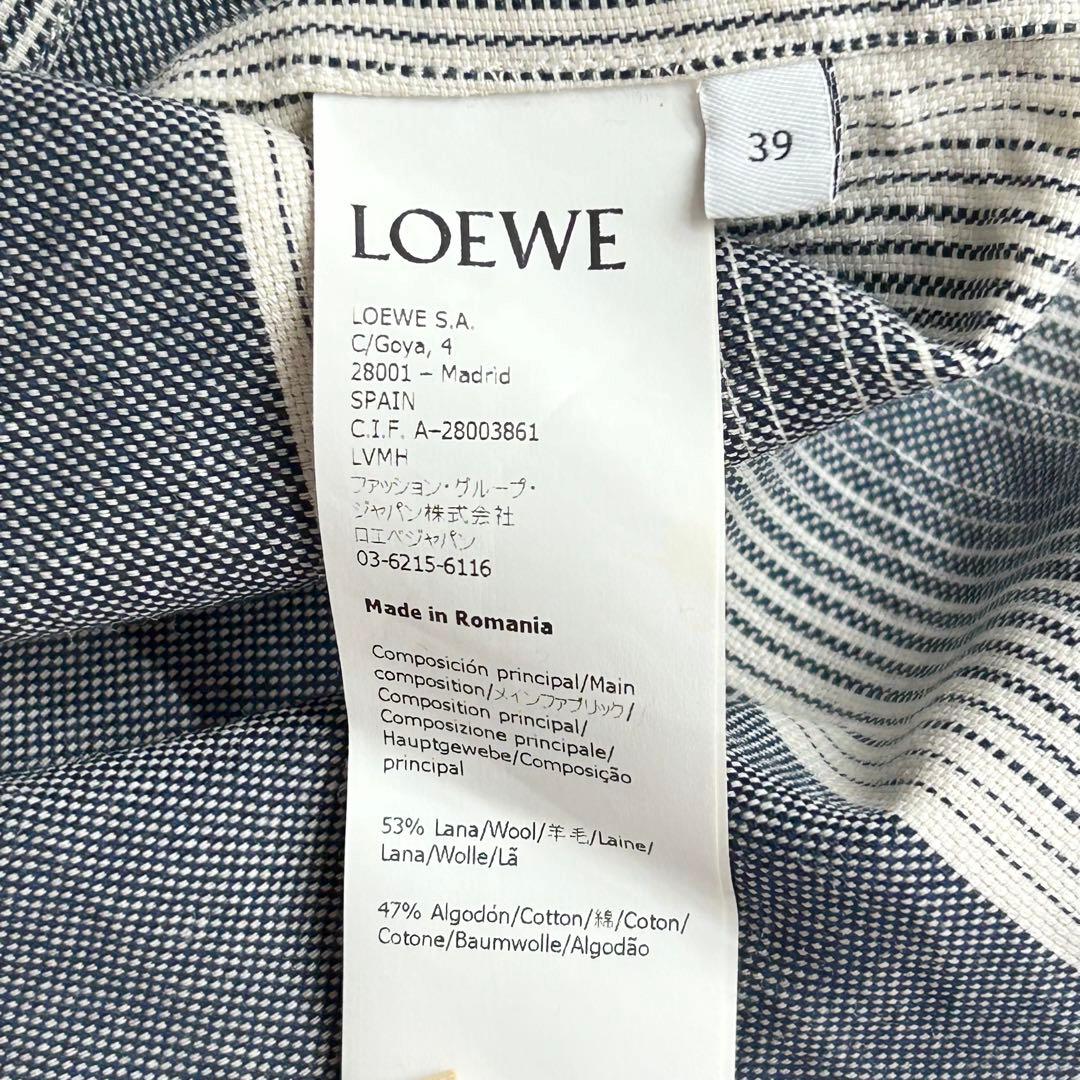 39
LOEWE
LOEWE S.A.
C/Goya, 4
28001 – Madrid
SPAIN
C.I.F. A–28003861
LVMH
ファッション・グループ・
ジャパン株式会社
ロエベジャパン
03-6215-6116
Made in Romania
Composición principal/Main
composition/メインファブリック/
Composition principal/
Composizione principale/
Hauptgewebe/Composição
principal
53% Lana/Wool/羊毛/Laine/
Lana/Wolle/Lã
47% Algodón/Cotton/綿/Coton/
Cotone/Baumwolle/Algodão